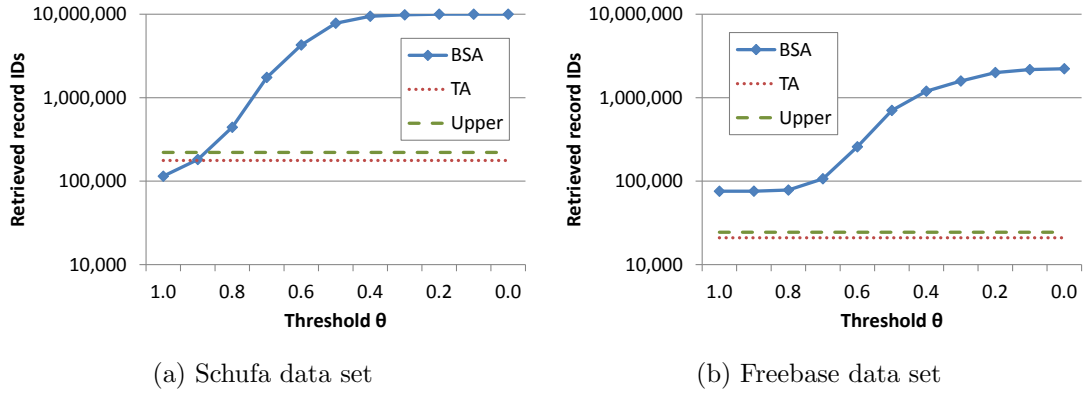 10,000,000
1,000,000
100,000
10,000
Retrieved record IDs
BSA
TA
Upper
1.0 0.8 0.6 0.4 0.2 0.0
Threshold θ
(a) Schufa data set
10,000,000
1,000,000
100,000
10,000
Retrieved record IDs
BSA
TA
Upper
1.0 0.8 0.6 0.4 0.2 0.0
Threshold θ
(b) Freebase data set